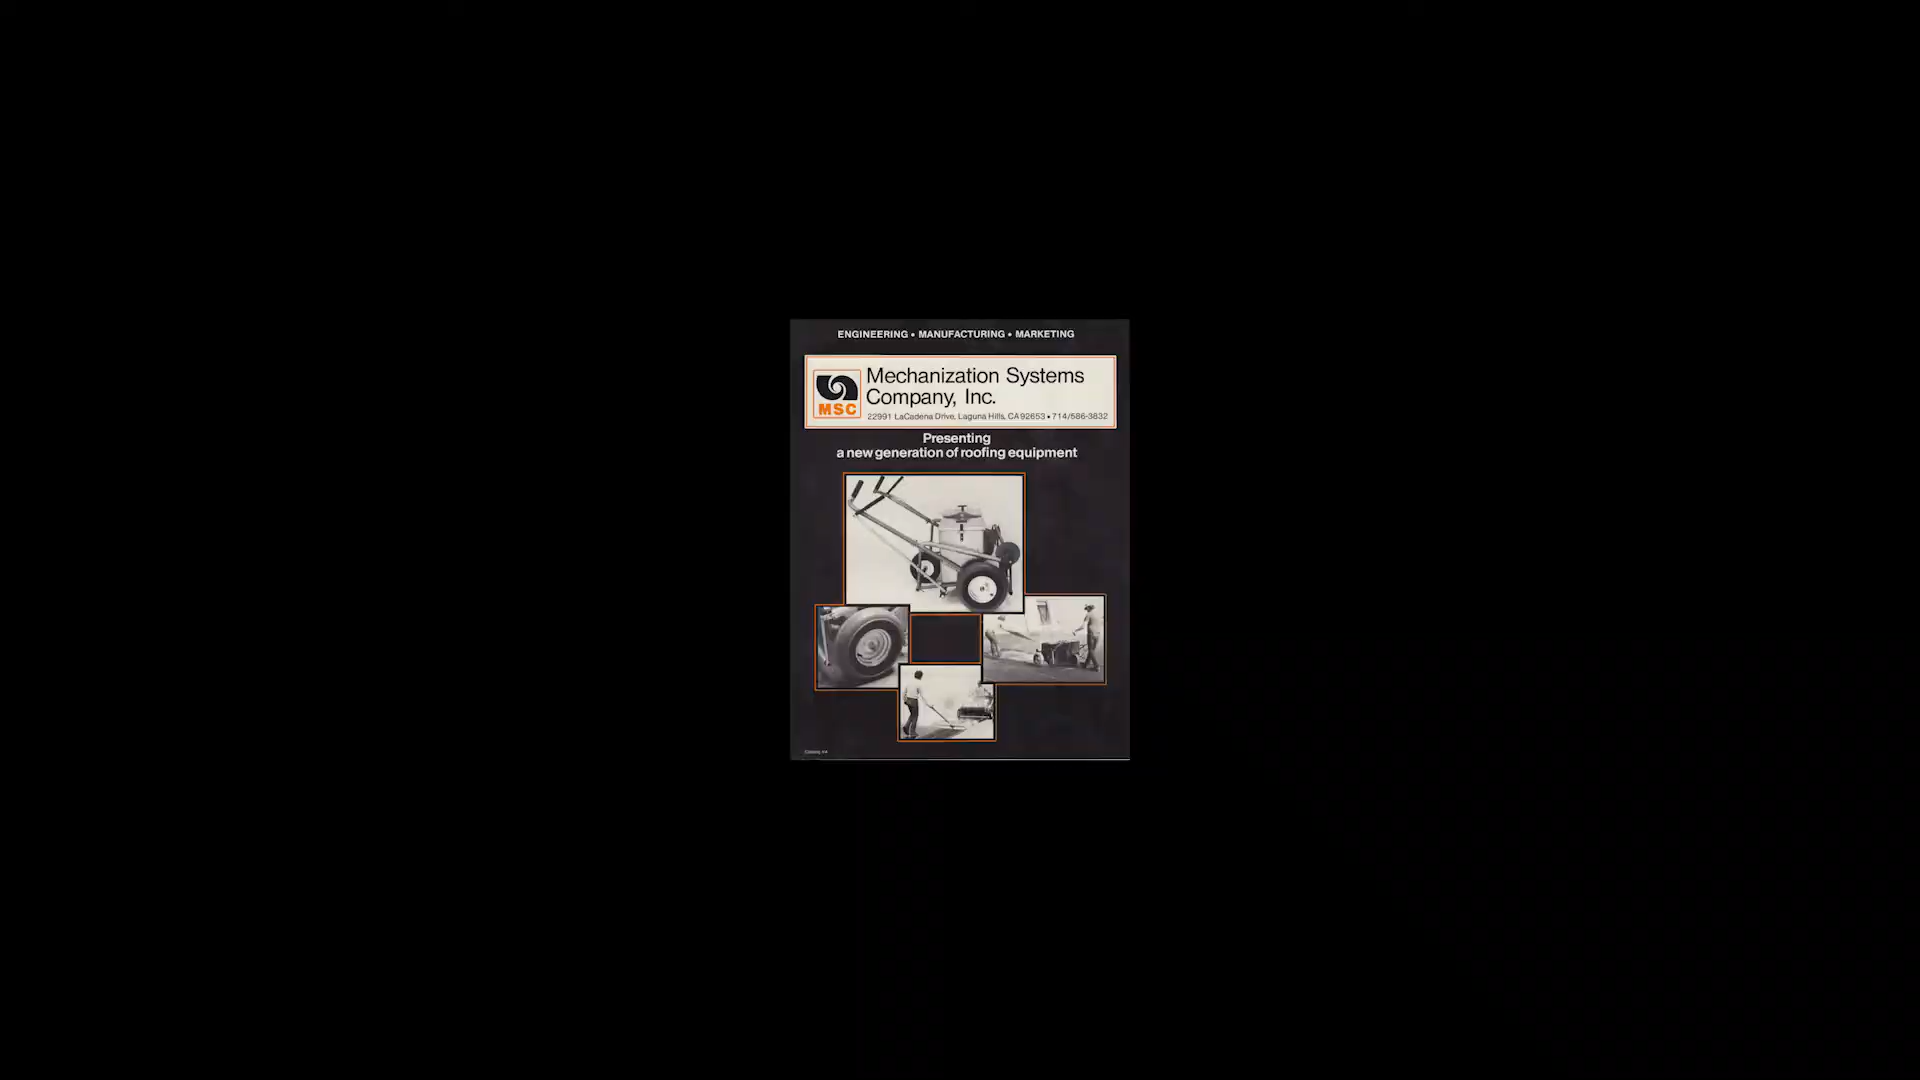 ENGINEERING • MANUFACTURING • MARKETING
Mechanization Systems
Company, Inc.
MSC
22991 LaCadena Drive, Laguna Hills, CA 92653 • 714/586-3832
Presenting
a new generation of roofing equipment